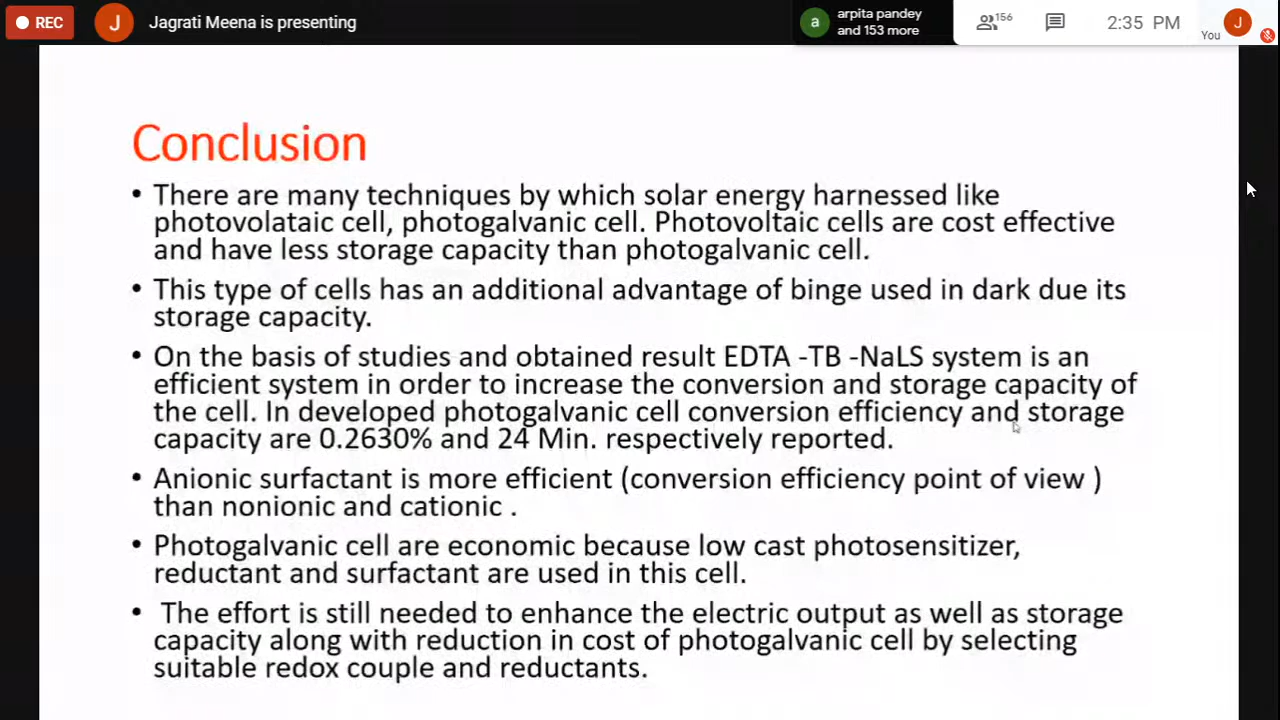 REC
J
Jagrati Meena is presenting
a
arpita pandey
and 153 more
156
2:35 PM
You
J
Conclusion
• There are many techniques by which solar energy harnessed like
photovolataic cell, photogalvanic cell. Photovoltaic cells are cost effective
and have less storage capacity than photogalvanic cell.
• This type of cells has an additional advantage of binge used in dark due its
storage capacity.
• On the basis of studies and obtained result EDTA -TB -NaLS system is an
efficient system in order to increase the conversion and storage capacity of
the cell. In developed photogalvanic cell conversion efficiency and storage
capacity are 0.2630% and 24 Min. respectively reported.
• Anionic surfactant is more efficient (conversion efficiency point of view )
than nonionic and cationic .
• Photogalvanic cell are economic because low cast photosensitizer,
reductant and surfactant are used in this cell.
• The effort is still needed to enhance the electric output as well as storage
capacity along with reduction in cost of photogalvanic cell by selecting
suitable redox couple and reductants.